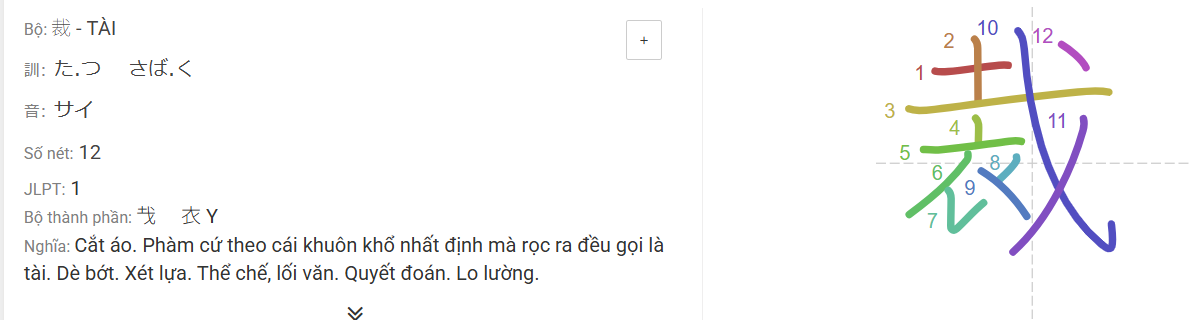 Bộ: 裁 - TÀI
訓: た.つ さば.く
音: サイ
Số nét: 12
JLPT: 1
Bộ thành phần: 𢦏 衣 Y
Nghĩa: Cắt áo. Phàm cứ theo cái khuôn khổ nhất định mà rọc ra đều gọi là
tài. Dè bớt. Xét lựa. Thể chế, lối văn. Quyết đoán. Lo lường.
+
裁
1
2
3
4
5
6
7
8
9
10
11
12